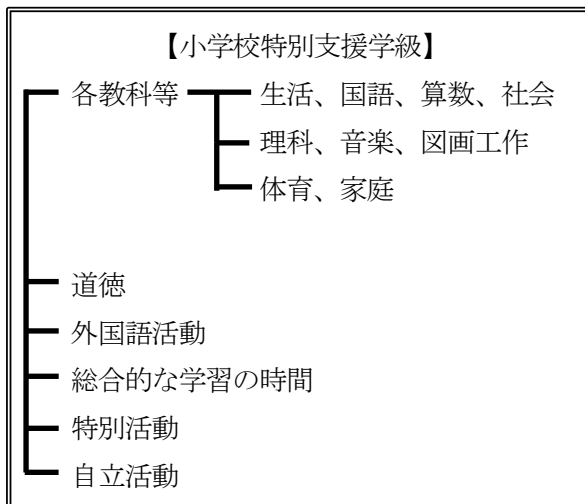 【小学校特別支援学級】
各教科等 生活、国語、算数、社会
理科、音楽、図画工作
体育、家庭
道徳
外国語活動
総合的な学習の時間
特別活動
自立活動